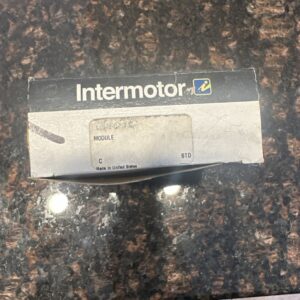 Intermotor
MODULE
C STD
Made in United States